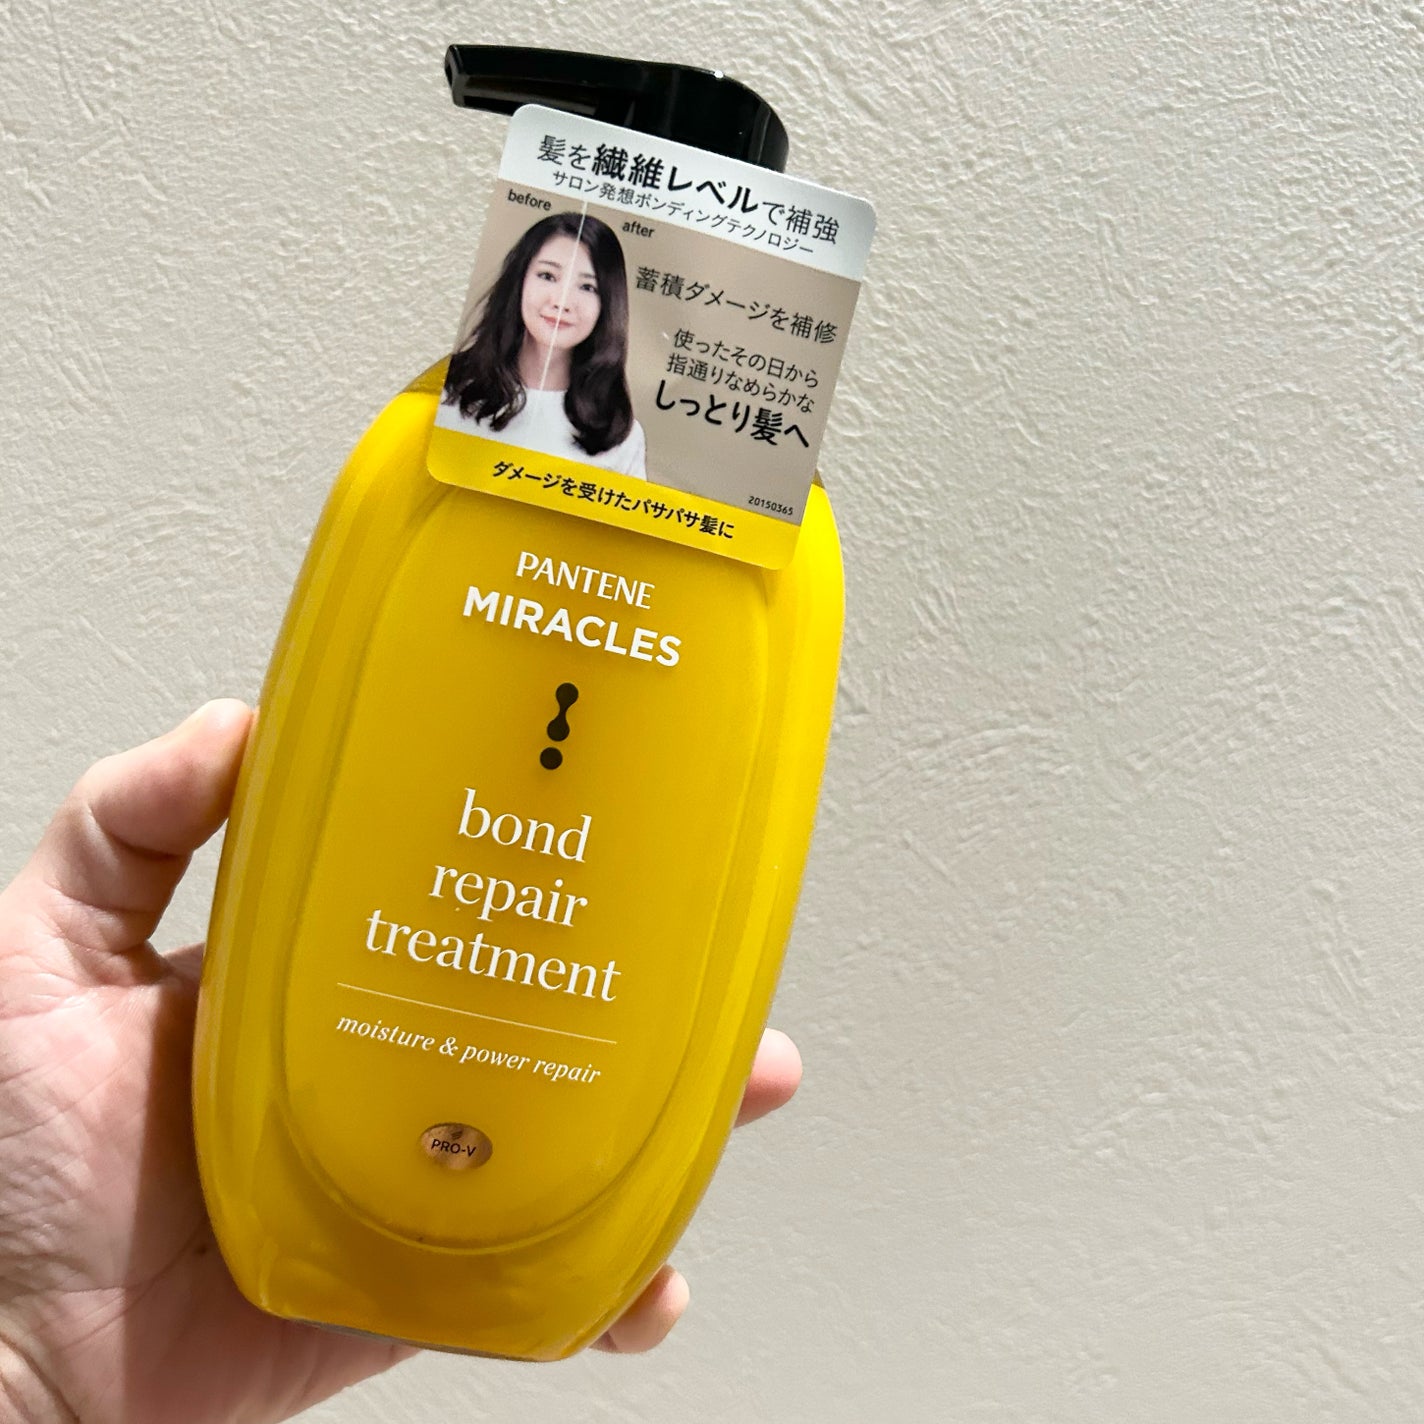 髪を繊維レベルで補強
サロン発想ボンディングテクノロジー
before
after
蓄積ダメージを補修
使ったその日から
指通りなめらかな
しっとり髪へ
20150365
ダメージを受けたパサパサ髪に
PANTENE
MIRACLES
bond
repair
treatment
moisture & power repair
PRO-V